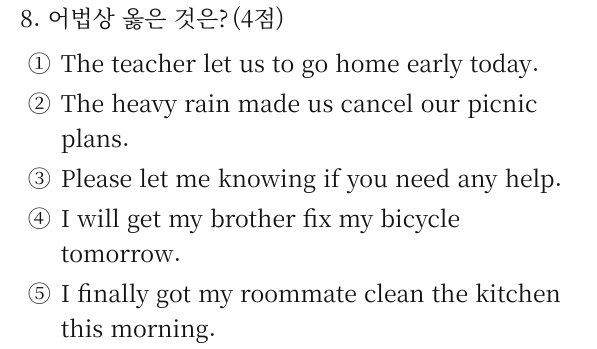 8. 어법상 옳은 것은? (4점)
① The teacher let us to go home early today.
② The heavy rain made us cancel our picnic
plans.
③ Please let me knowing if you need any help.
④ I will get my brother fix my bicycle
tomorrow.
⑤ I finally got my roommate clean the kitchen
this morning.